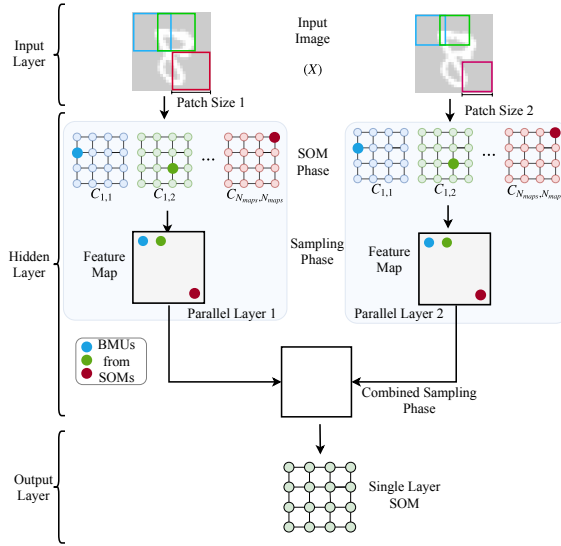 Input
Layer
Input
Image
(X)
Patch Size 1
Patch Size 2
Hidden
Layer
SOM
Phase
C1,1
C1,2
...
CNmaps,Nmaps
C1,1
C1,2
...
CNmaps,Nmaps
Sampling
Phase
Feature
Map
Feature
Map
Parallel Layer 1
Parallel Layer 2
BMUs
from
SOMs
Combined Sampling
Phase
Output
Layer
Single Layer
SOM